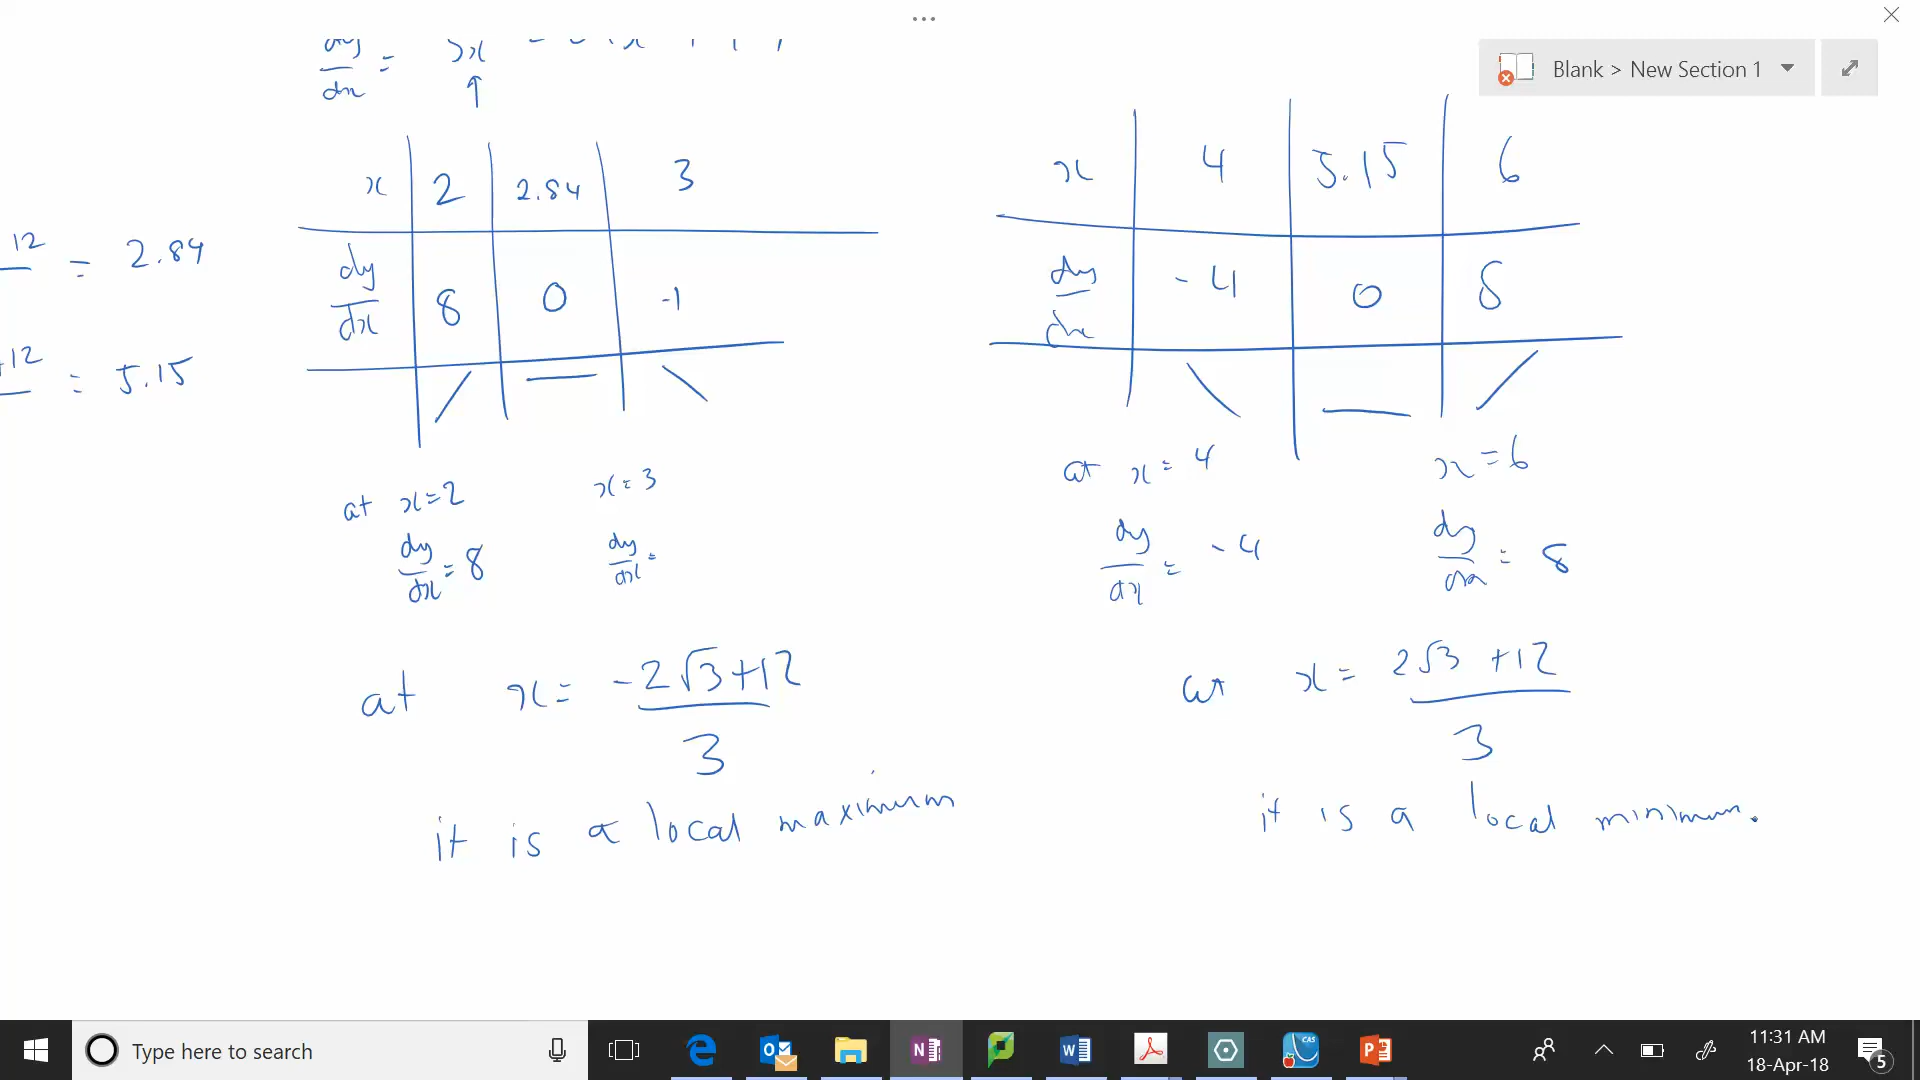 Blank > New Section 1
dy/dx =
x 2 2.84 3
dy/dx 8 0 -1
12 = 2.84
+12 = 5.15
at x=2 x=3
dy/dx = 8 dy/dx =
at x = -2√3+12 / 3
it is a local maximum
x 4 5.15 6
dy/dx -4 0 8
at x = 4 x = 6
dy/dx = -4 dy/dx = 8
at x = 2√3 +12 / 3
it is a local minimum.
Type here to search
11:31 AM
18-Apr-18
5